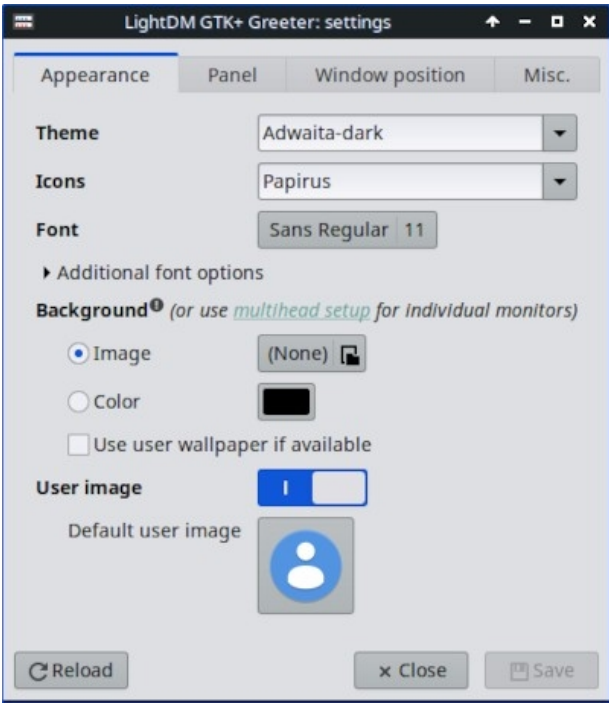 LightDM GTK+ Greeter: settings
Appearance Panel Window position Misc.
Theme Adwaita-dark
Icons Papirus
Font Sans Regular 11
Additional font options
Background (or use multihead setup for individual monitors)
Image (None)
Color
Use user wallpaper if available
User image
Default user image
Reload Close Save